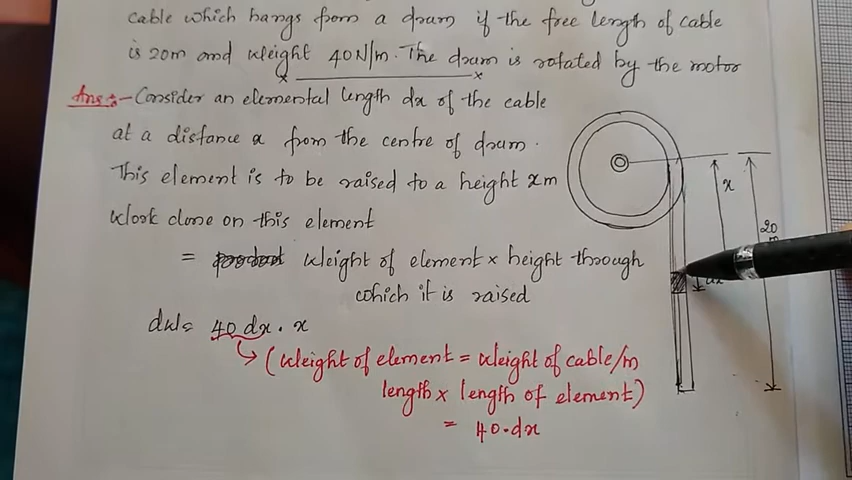 cable which hangs from a drum if the free length of cable
is 20m and weight 40N/m. The drum is rotated by the motor
Ans:- Consider an elemental length dx of the cable
at a distance x from the centre of drum.
This element is to be raised to a height xm
Work done on this element
= weight of element x height through
which it is raised
dw= 40 dx . x
(weight of element = weight of cable/m
length x length of element)
= 40.dx
x
20
dx